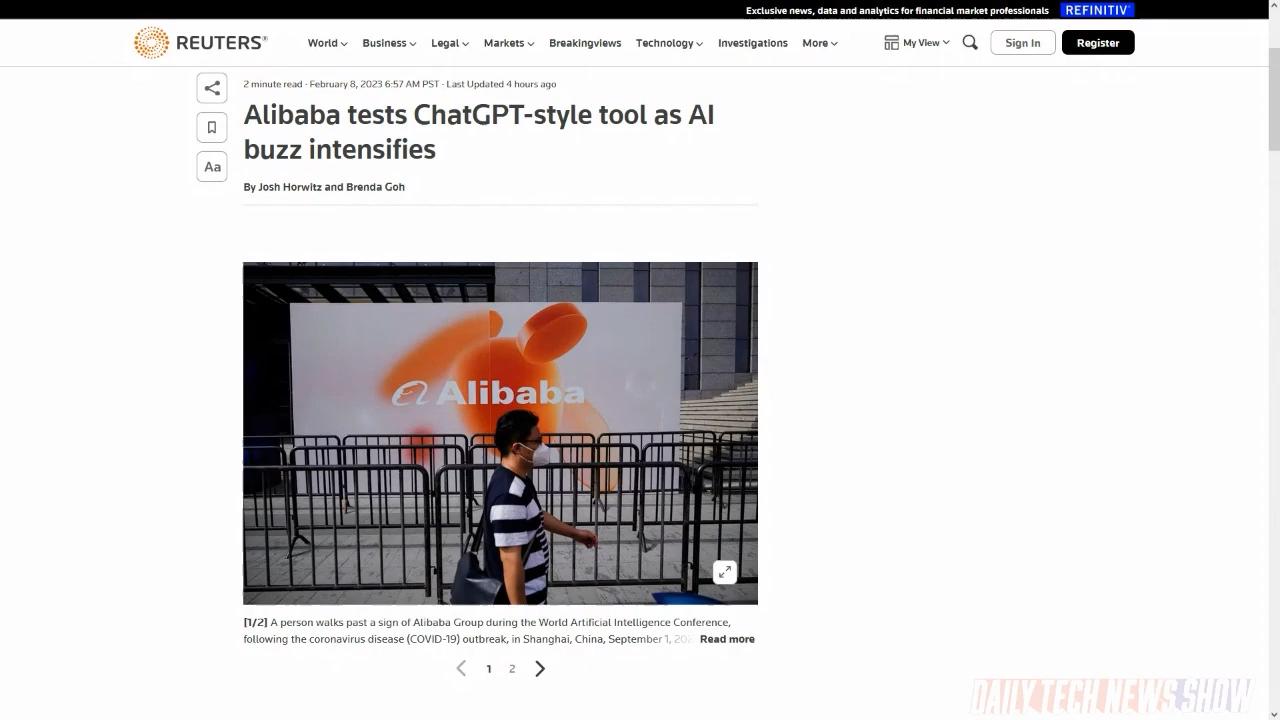 Exclusive news, data and analytics for financial market professionals REFINITIV
REUTERS® World Business Legal Markets Breakingviews Technology Investigations More My View Sign In Register
2 minute read · February 8, 2023 6:57 AM PST · Last Updated 4 hours ago
Alibaba tests ChatGPT-style tool as AI
buzz intensifies
Aa
By Josh Horwitz and Brenda Goh
Alibaba
[1/2] A person walks past a sign of Alibaba Group during the World Artificial Intelligence Conference,
following the coronavirus disease (COVID-19) outbreak, in Shanghai, China, September 1, Read more
1 2
DAILY TECH NEWS SHOW